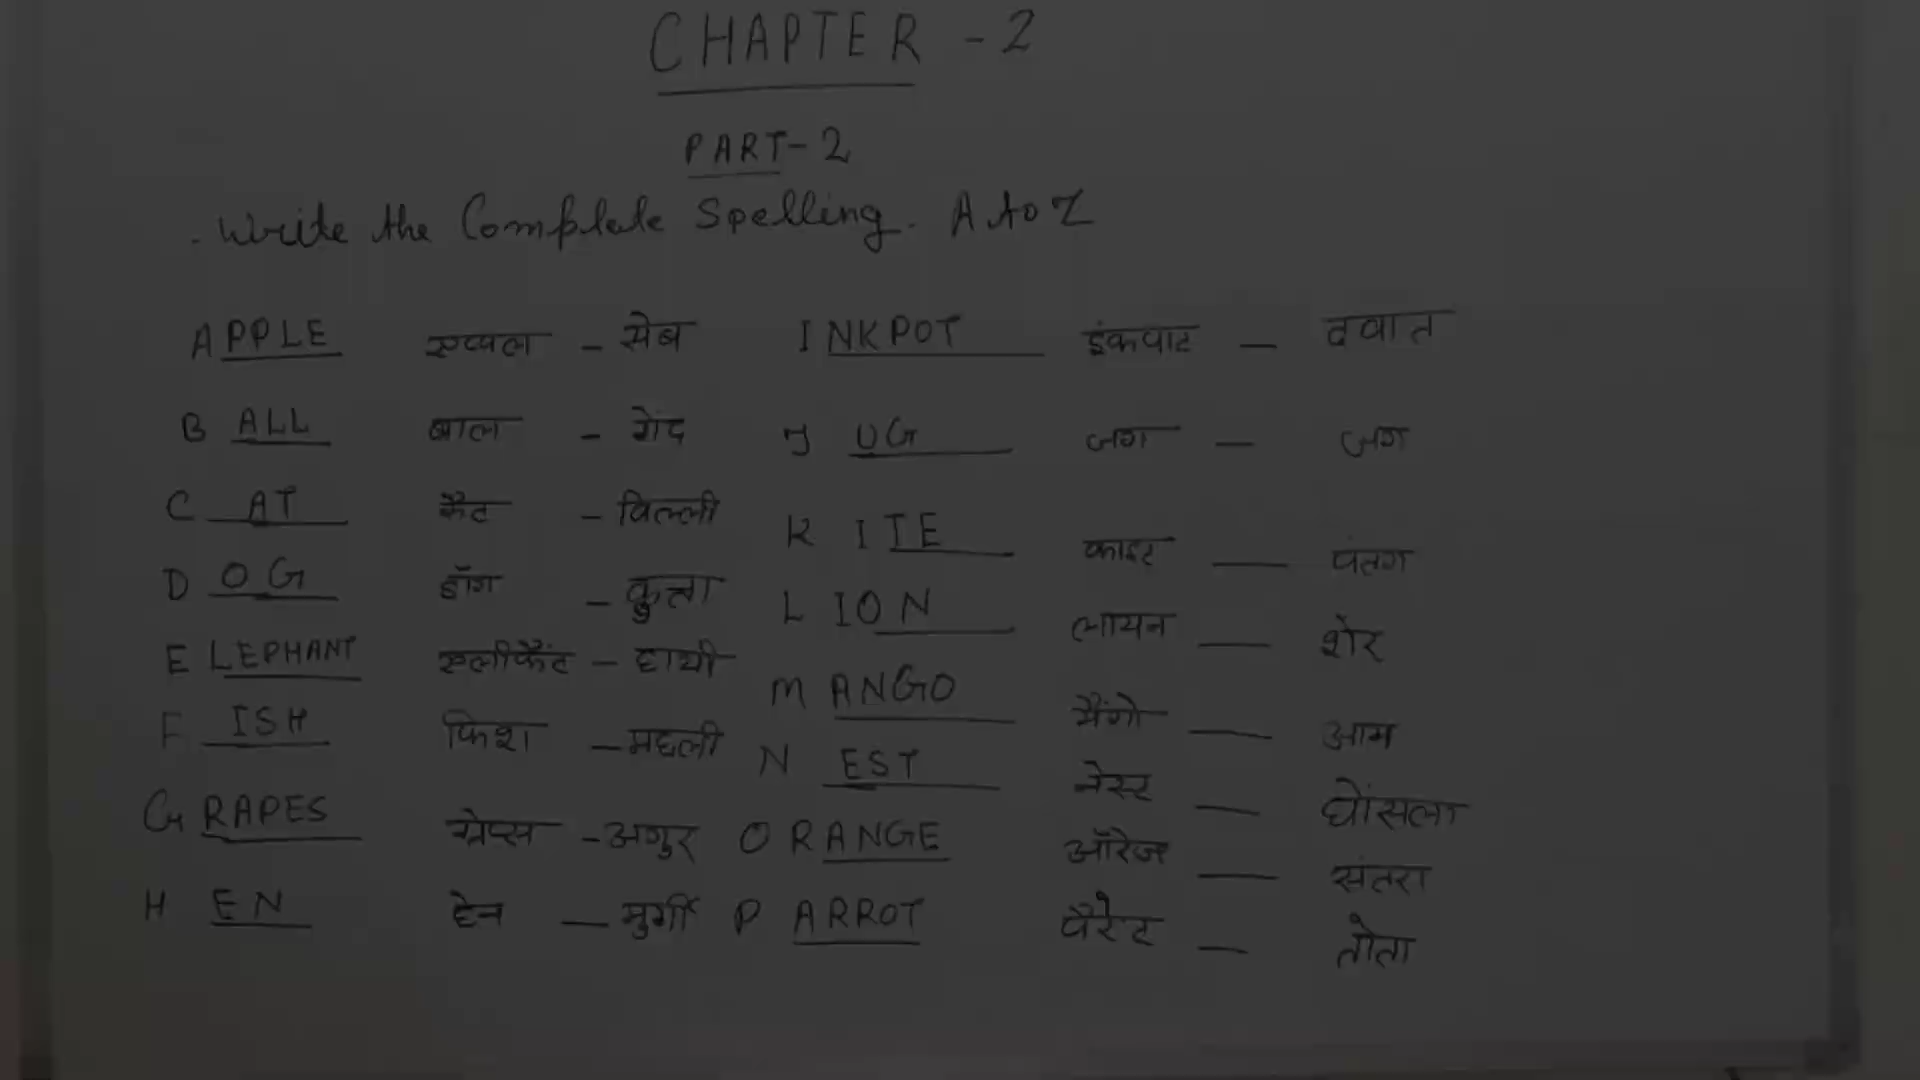 CHAPTER - 2
PART-2
. Write the Complete Spelling. A to Z
APPLE एप्पल - सेब INKPOT इंकपाट - दवात
B ALL बाल - गेंद J UG जग - जग
C AT कैट - बिल्ली K ITE काइट - पंतग
D OG डॉग - कुत्ता L ION लायन - शेर
E LEPHANT एलीफैंट - हाथी M ANGO मैंगो - आम
F ISH फिश - मछली N EST नेस्ट - घोंसला
G RAPES ग्रेप्स - अगुर O RANGE ऑरेंज - संतरा
H EN हेन - मुर्गी P ARROT पैरेट - तोता